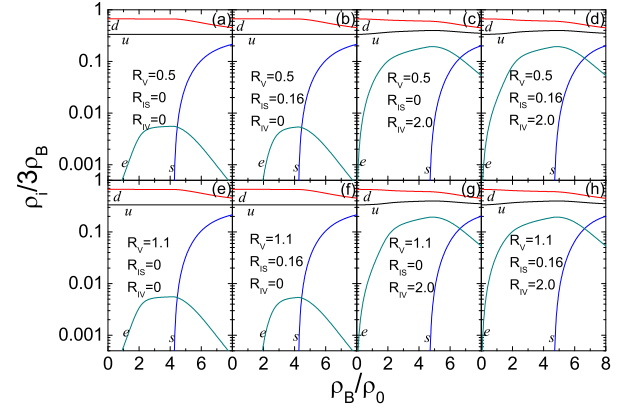 1
0.1
0.01
0.001
ρᵢ/3ρ_B
(a)
d
u
R_V=0.5
R_IS=0
R_IV=0
e
s
(b)
d
u
R_V=0.5
R_IS=0.16
R_IV=0
e
s
(c)
d
u
R_V=0.5
R_IS=0
R_IV=2.0
e
s
(d)
d
u
R_V=0.5
R_IS=0.16
R_IV=2.0
e
s
0.1
0.01
0.001
(e)
d
u
R_V=1.1
R_IS=0
R_IV=0
e
s
(f)
d
u
R_V=1.1
R_IS=0.16
R_IV=0
e
s
(g)
d
u
R_V=1.1
R_IS=0
R_IV=2.0
e
s
(h)
d
u
R_V=1.1
R_IS=0.16
R_IV=2.0
e
s
0 2 4 6 0 2 4 6 0 2 4 6 0 2 4 6 8
ρ_B/ρ_0